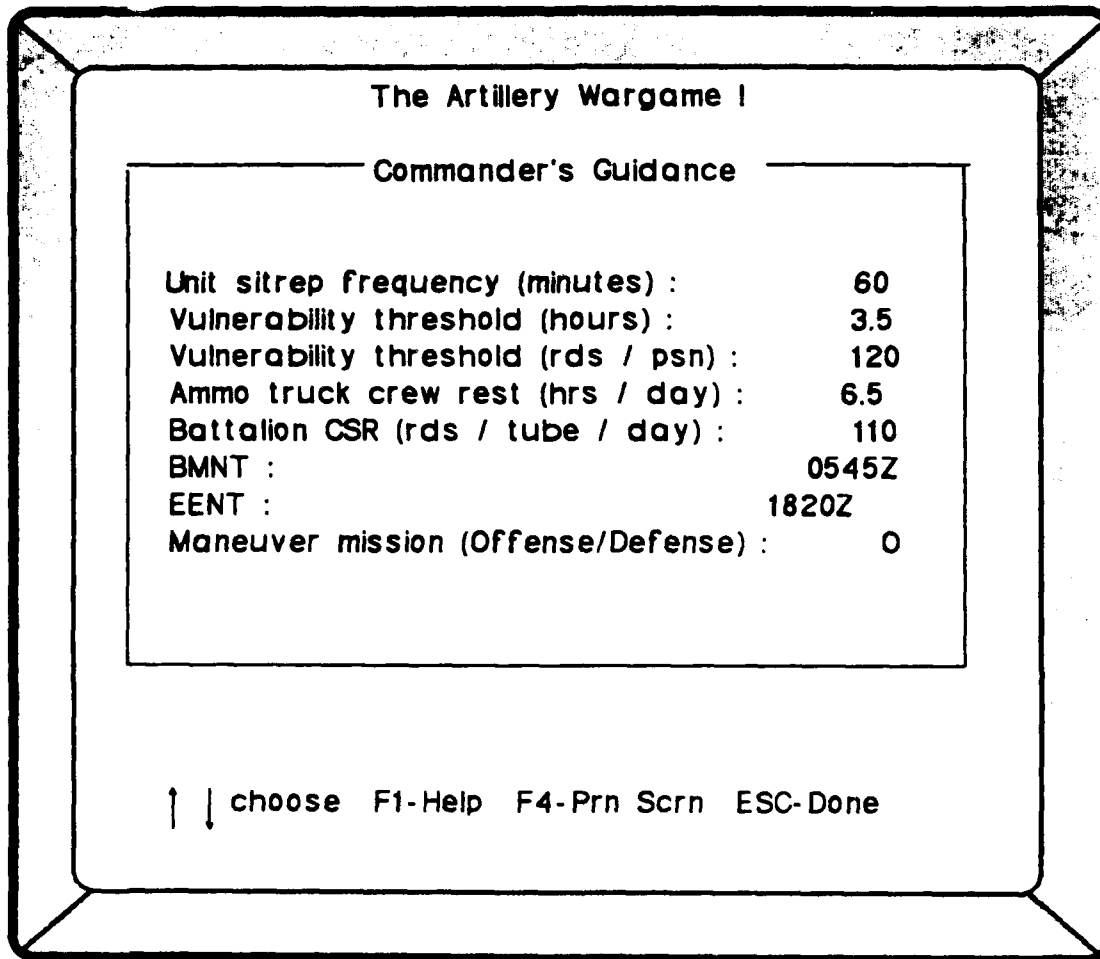 The Artillery Wargame !
Commander's Guidance
Unit sitrep frequency (minutes) : 60
Vulnerability threshold (hours) : 3.5
Vulnerability threshold (rds / psn) : 120
Ammo truck crew rest (hrs / day) : 6.5
Battalion CSR (rds / tube / day) : 110
BMNT : 0545Z
EENT : 1820Z
Maneuver mission (Offense/Defense) : O
↑ ↓ choose F1-Help F4-Prn Scrn ESC-Done